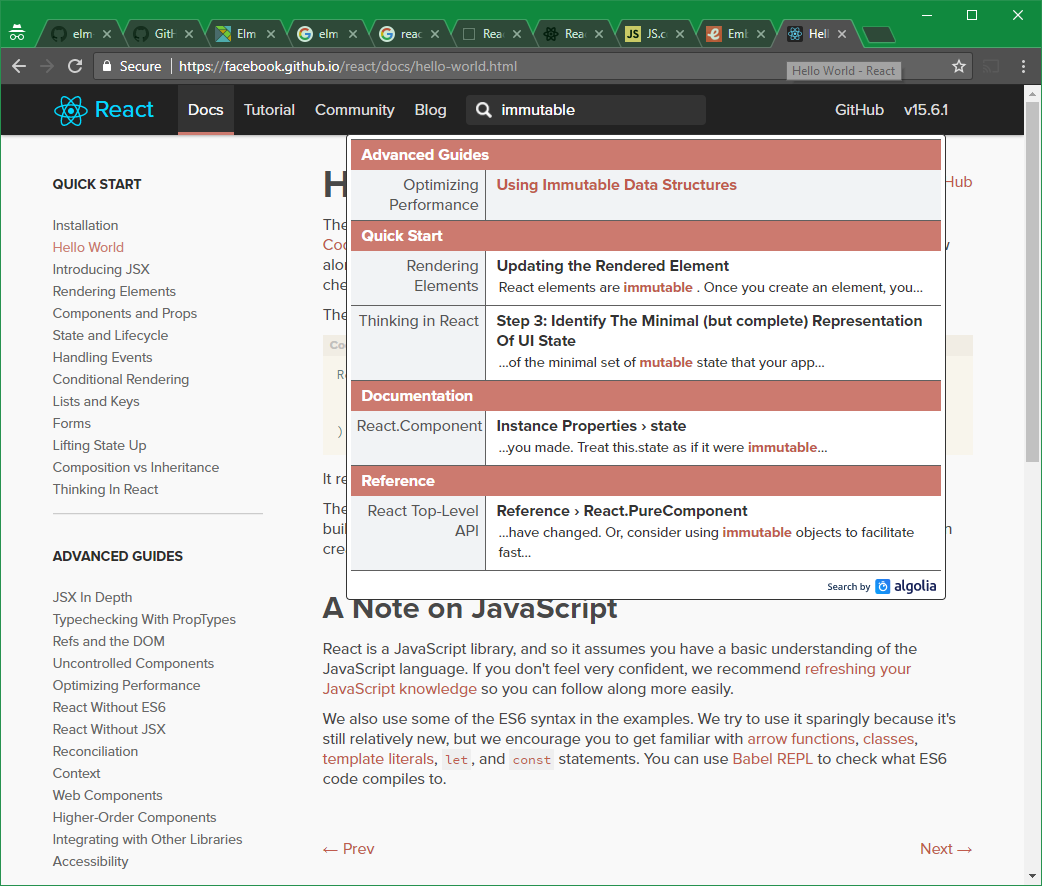 elm
GitH
Elm
elm
reac
Reac
Reac
JS.c
Emb
Hell
Secure
https://facebook.github.io/react/docs/hello-world.html
Hello World - React
React
Docs
Tutorial
Community
Blog
immutable
GitHub
v15.6.1
QUICK START
Installation
Hello World
Introducing JSX
Rendering Elements
Components and Props
State and Lifecycle
Handling Events
Conditional Rendering
Lists and Keys
Forms
Lifting State Up
Composition vs Inheritance
Thinking In React
ADVANCED GUIDES
JSX In Depth
Typechecking With PropTypes
Refs and the DOM
Uncontrolled Components
Optimizing Performance
React Without ES6
React Without JSX
Reconciliation
Context
Web Components
Higher-Order Components
Integrating with Other Libraries
Accessibility
H
Hub
The
Coo
alon
che
The
Co
Re
)
It re
The
buil
crea
Advanced Guides
Optimizing Performance
Using Immutable Data Structures
Quick Start
Rendering Elements
Updating the Rendered Element
React elements are immutable . Once you create an element, you…
Thinking in React
Step 3: Identify The Minimal (but complete) Representation
Of UI State
…of the minimal set of mutable state that your app…
Documentation
React.Component
Instance Properties › state
…you made. Treat this.state as if it were immutable…
Reference
React Top-Level API
Reference › React.PureComponent
…have changed. Or, consider using immutable objects to facilitate
fast…
Search by algolia
A Note on JavaScript
React is a JavaScript library, and so it assumes you have a basic understanding of the
JavaScript language. If you don't feel very confident, we recommend refreshing your
JavaScript knowledge so you can follow along more easily.
We also use some of the ES6 syntax in the examples. We try to use it sparingly because it's
still relatively new, but we encourage you to get familiar with arrow functions, classes,
template literals, let, and const statements. You can use Babel REPL to check what ES6
code compiles to.
← Prev
Next →